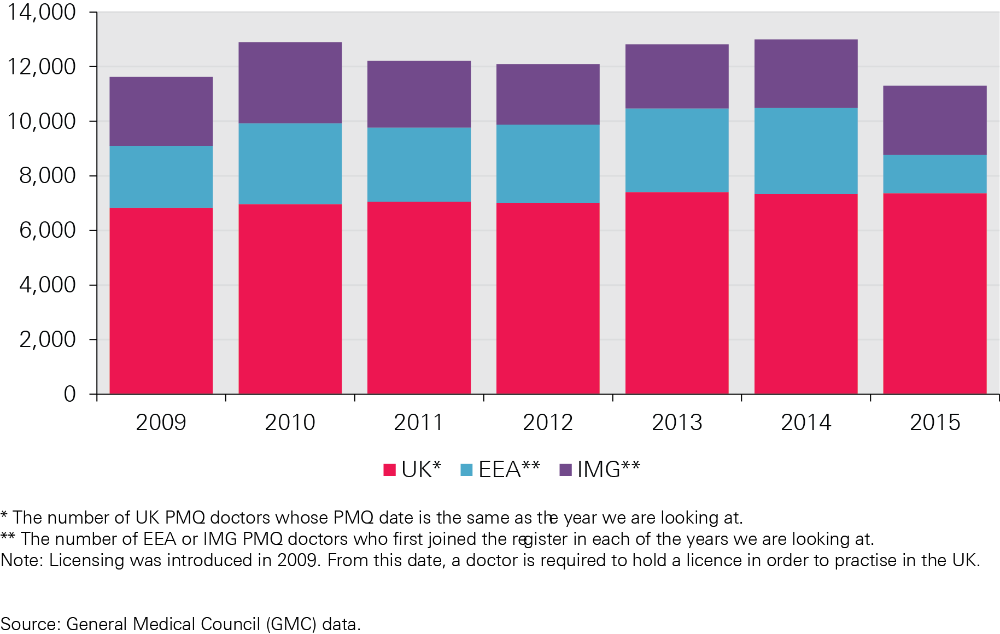 14,000
12,000
10,000
8,000
6,000
4,000
2,000
0
2009 2010 2011 2012 2013 2014 2015
UK* EEA** IMG**
* The number of UK PMQ doctors whose PMQ date is the same as the year we are looking at.
** The number of EEA or IMG PMQ doctors who first joined the register in each of the years we are looking at.
Note: Licensing was introduced in 2009. From this date, a doctor is required to hold a licence in order to practise in the UK.
Source: General Medical Council (GMC) data.